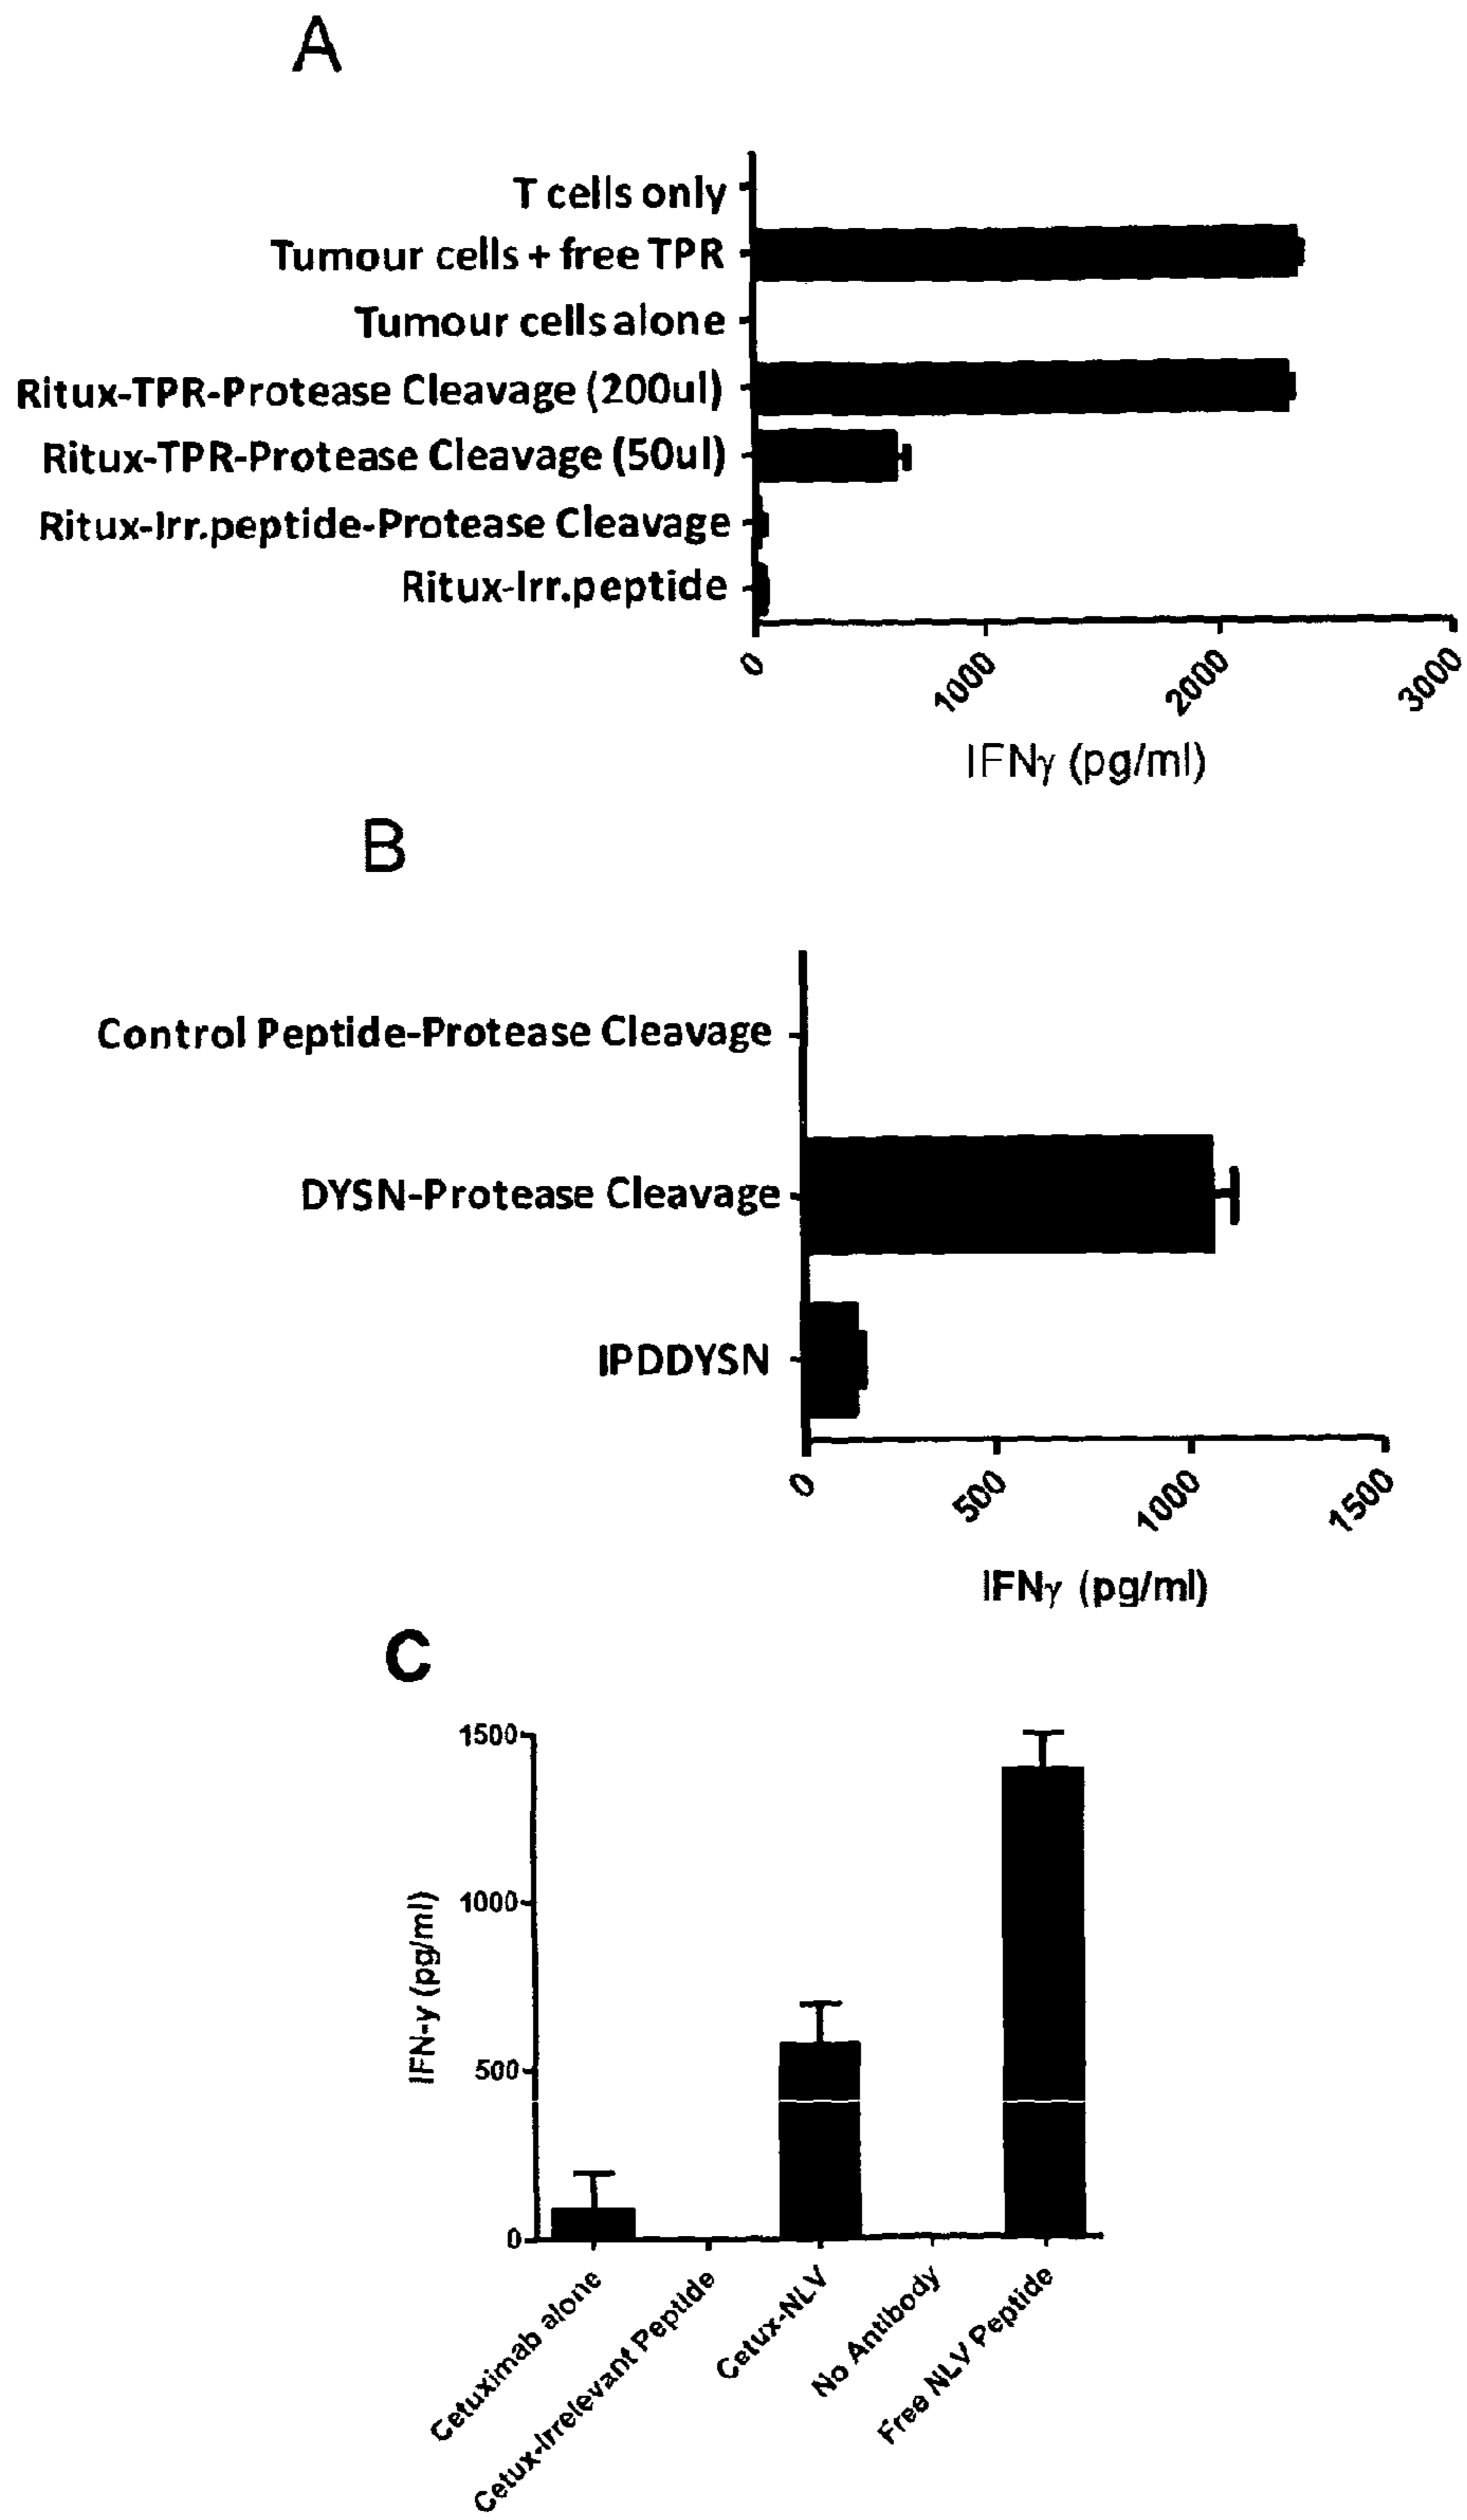 A
T cells only
Tumour cells + free TPR
Tumour cells alone
Ritux-TPR-Protease Cleavage (200ul)
Ritux-TPR-Protease Cleavage (50ul)
Ritux-Irr.peptide-Protease Cleavage
Ritux-Irr.peptide
0 1000 2000 3000
IFNγ (pg/ml)
B
Control Peptide-Protease Cleavage
DYSN-Protease Cleavage
IPDDYSN
0 500 1000 1500
IFNγ (pg/ml)
C
IFN-γ (pg/ml)
1500
1000
500
0
Cetuximab alone
Cetux-Irrelevant Peptide
Cetux-NLV
No Antibody
Free NLV Peptide